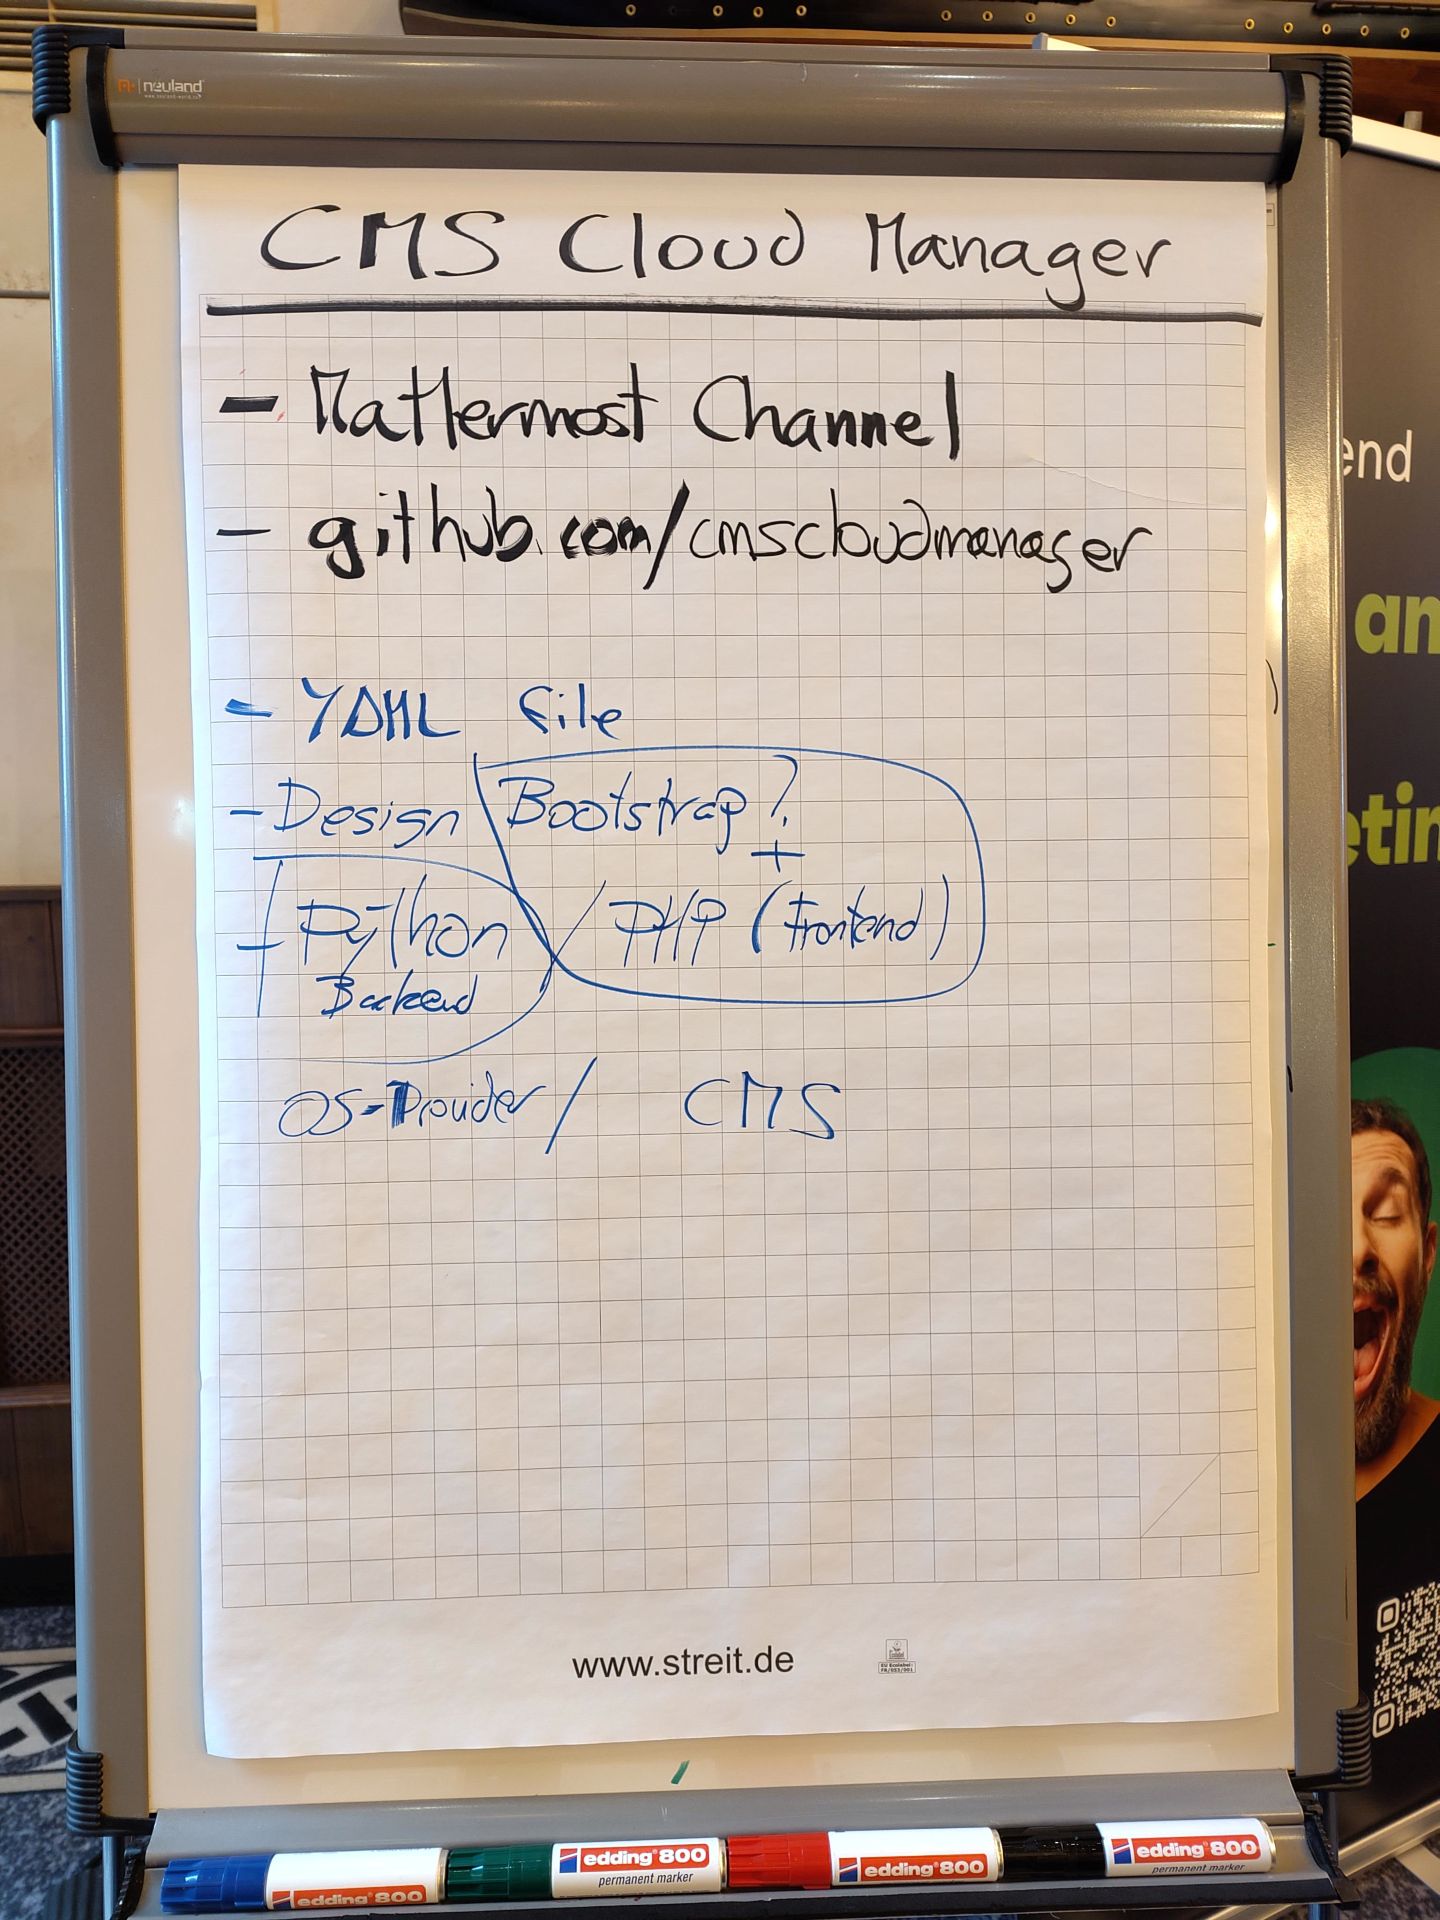 neuland
CMS Cloud Manager
- Mattermost Channel
- github.com/cmscloudmanager
end
an
- YAML file
- Design Bootstrap?
+
etin
- Python / PHP (Frontend)
Backend
OS-Provider / CMS
www.streit.de
EU Ecolabel:
FR/053/001
edding 800
edding 800
permanent marker
edding 800
edding 800
permanent marker